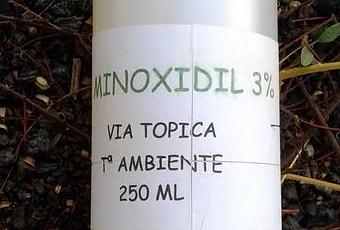 MINOXIDIL 3%
VIA TOPICA
Tª AMBIENTE
250 ML